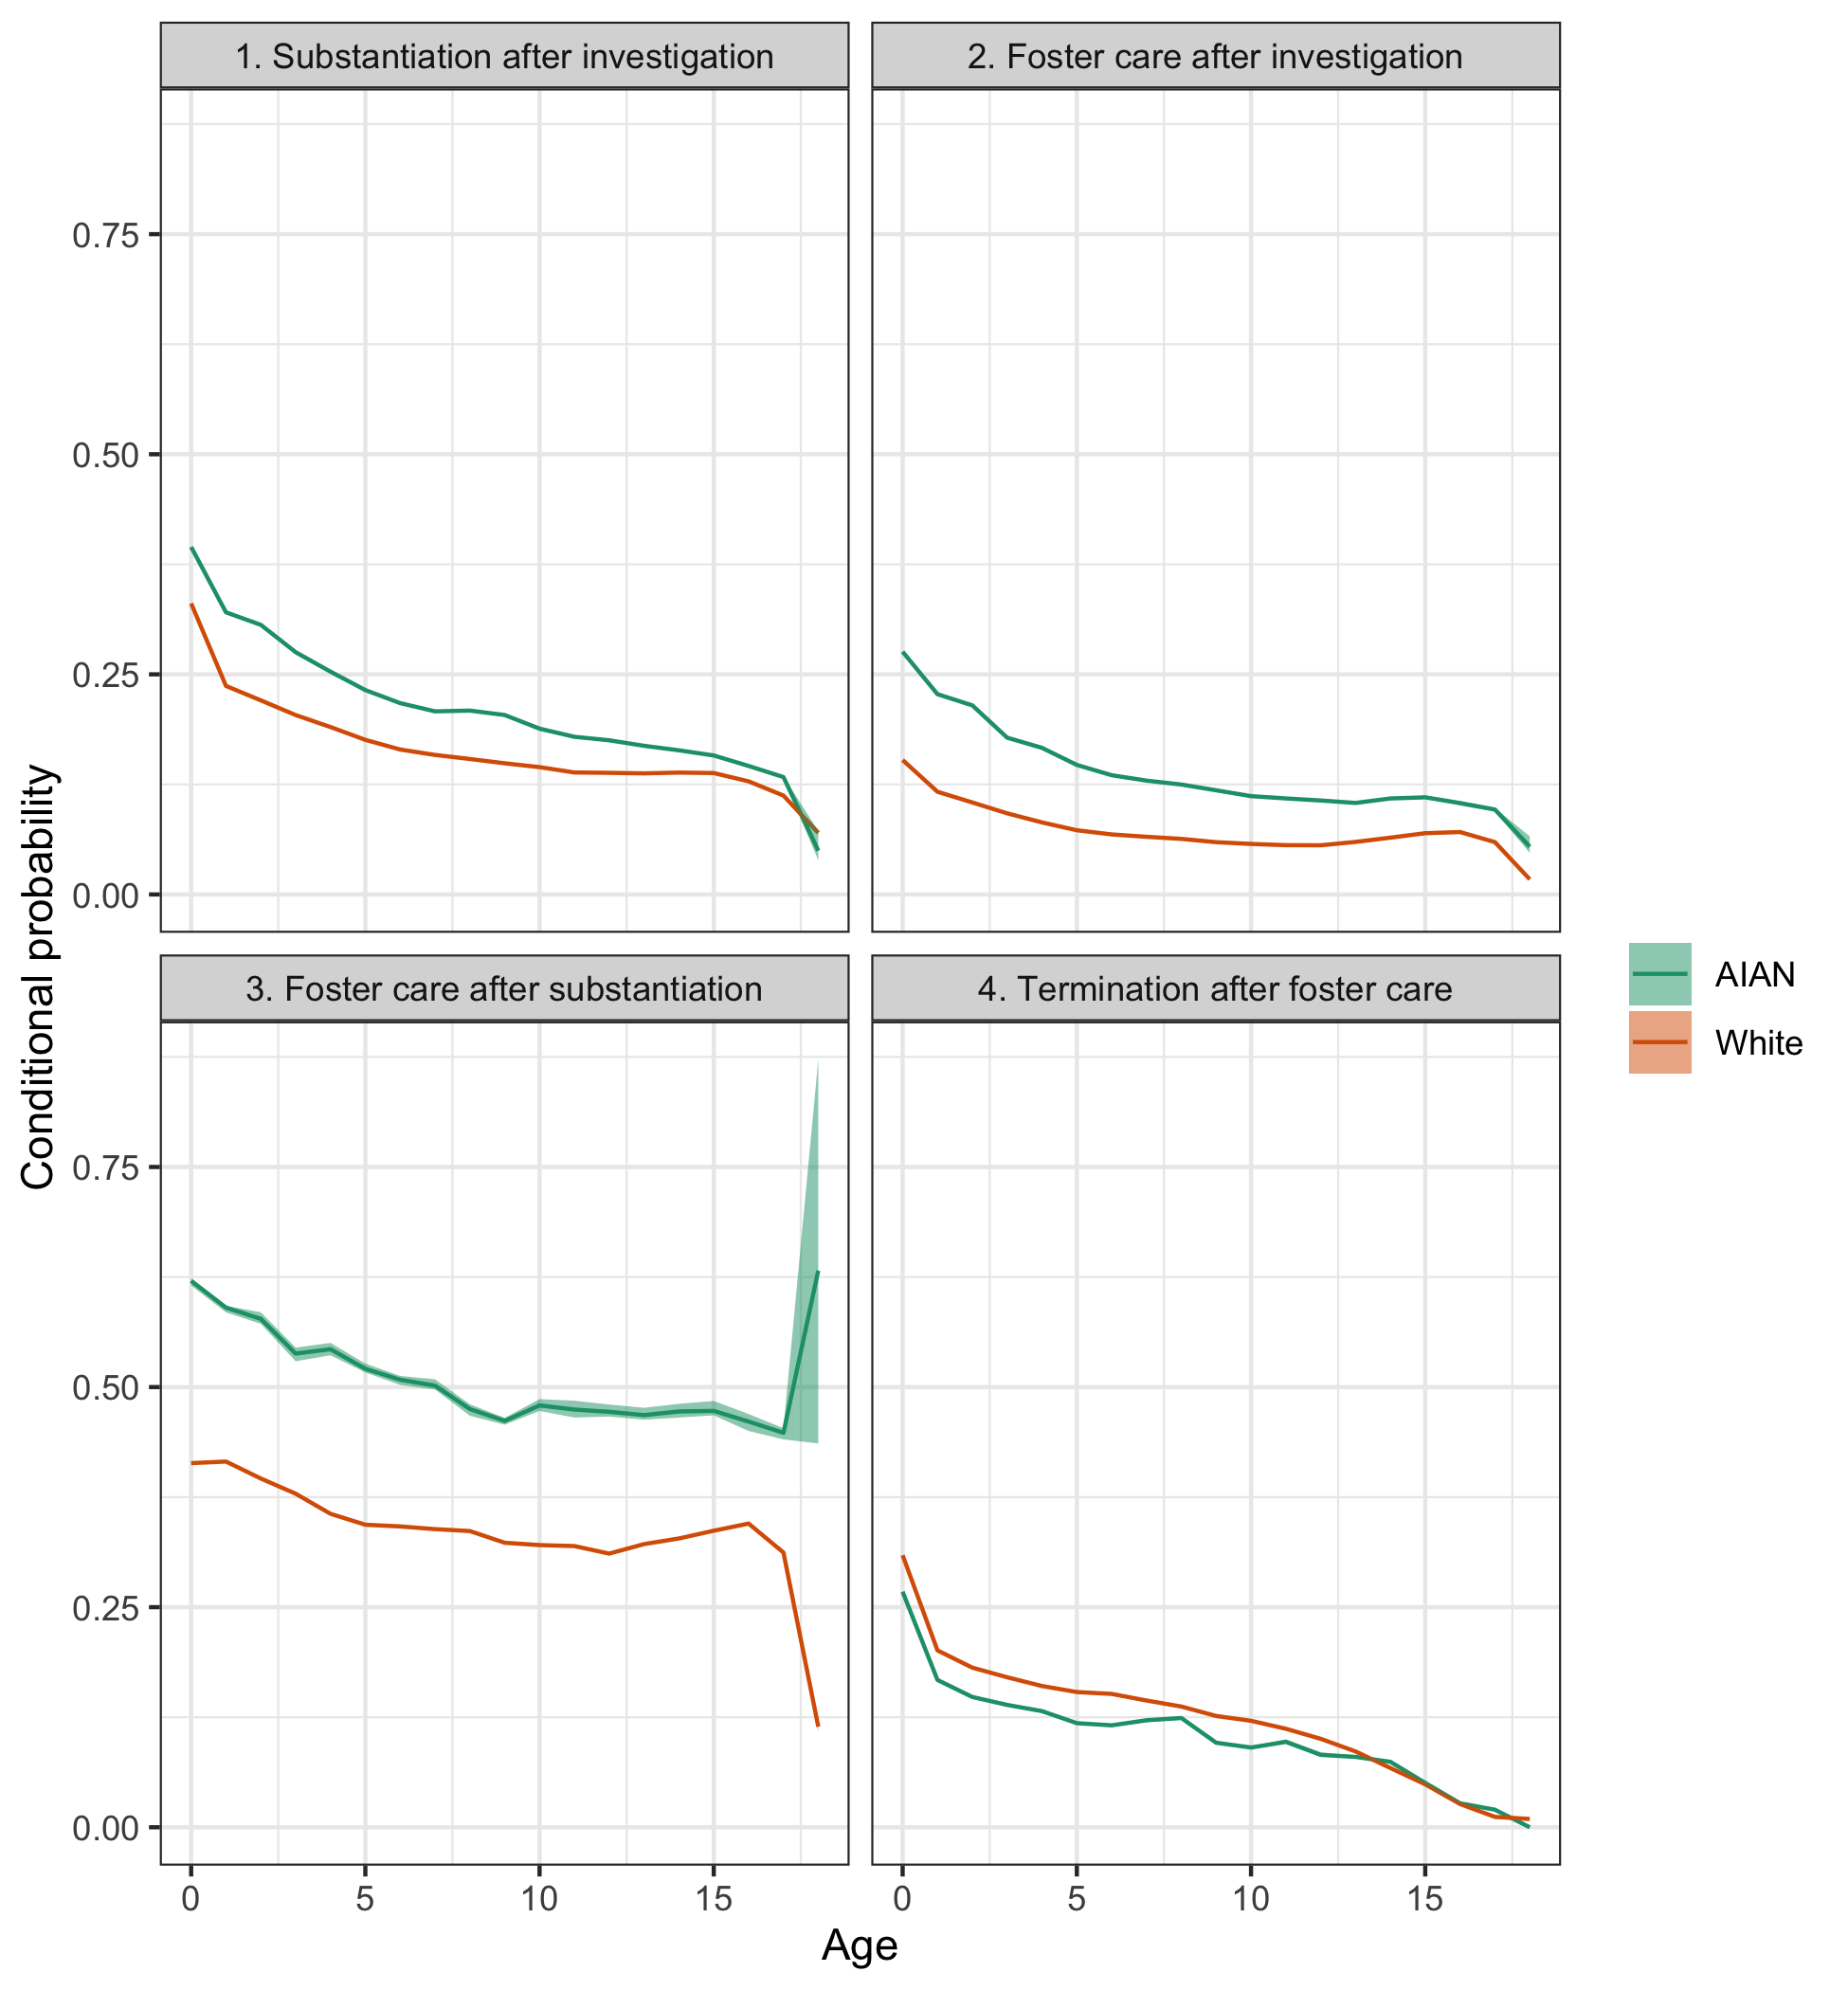 1. Substantiation after investigation
2. Foster care after investigation
0.75
0.50
0.25
0.00
3. Foster care after substantiation
4. Termination after foster care
0.75
0.50
0.25
0.00
0 5 10 15
0 5 10 15
Age
Conditional probability
AIAN
White